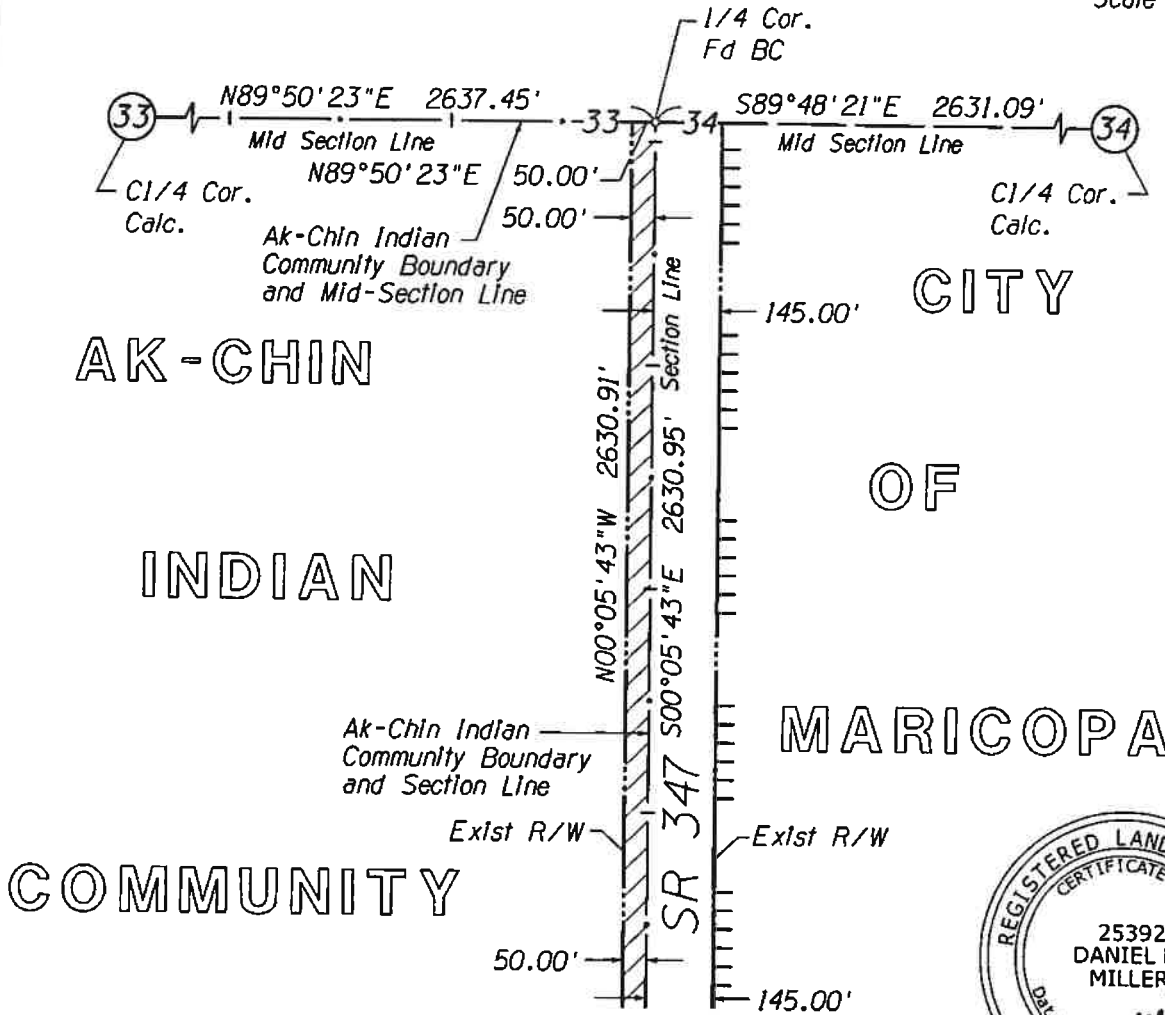 Scale
1/4 Cor.
Fd BC
33
N89°50'23"E 2637.45'
33
34
S89°48'21"E 2631.09'
34
Mid Section Line
Mid Section Line
N89°50'23"E 50.00'
C1/4 Cor.
Calc.
C1/4 Cor.
Calc.
50.00'
Ak-Chin Indian
Community Boundary
and Mid-Section Line
Section Line
145.00'
CITY
AK-CHIN
N00°05'43"W 2630.91'
S00°05'43"E 2630.95'
OF
INDIAN
MARICOPA
Ak-Chin Indian
Community Boundary
and Section Line
SR 347
Exist R/W
Exist R/W
COMMUNITY
REGISTERED LAND
CERTIFICATE
25392
DANIEL
MILLER
50.00'
145.00'